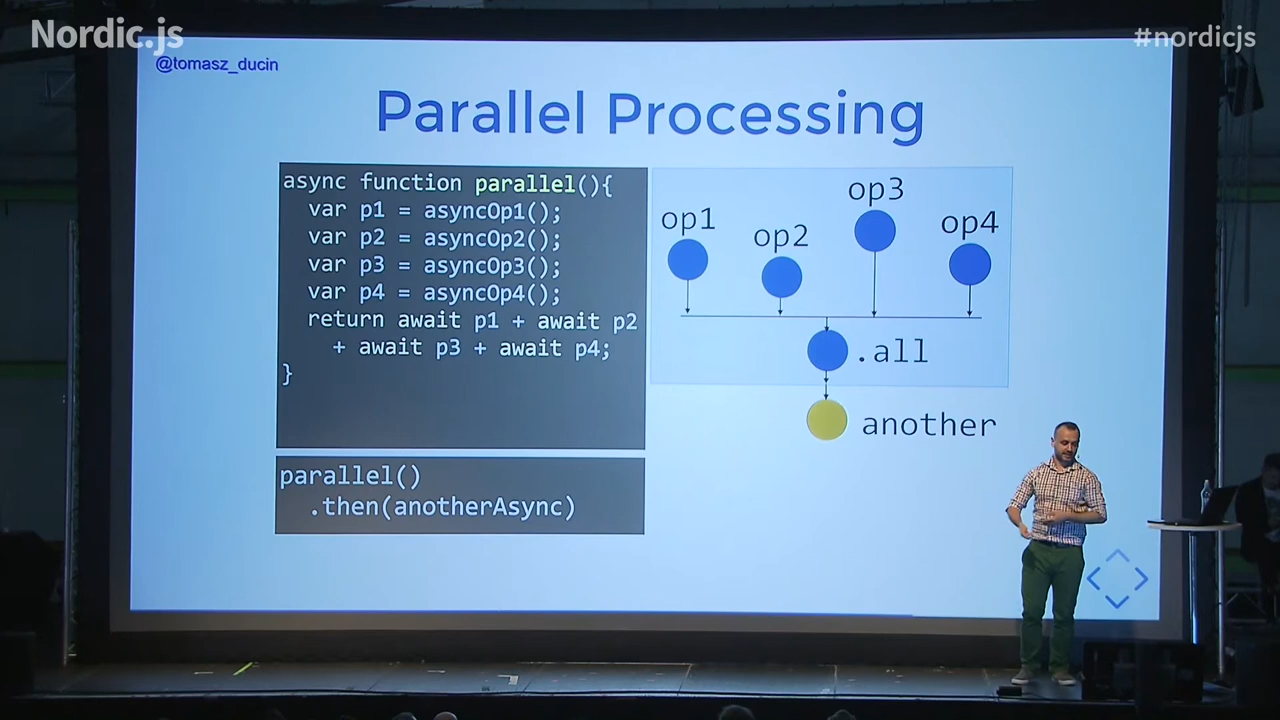 Nordic.js
#nordicjs
@tomasz_ducin
Parallel Processing
async function parallel(){
  var p1 = asyncOp1();
  var p2 = asyncOp2();
  var p3 = asyncOp3();
  var p4 = asyncOp4();
  return await p1 + await p2
    + await p3 + await p4;
}
op1
op2
op3
op4
.all
another
parallel()
  .then(anotherAsync)